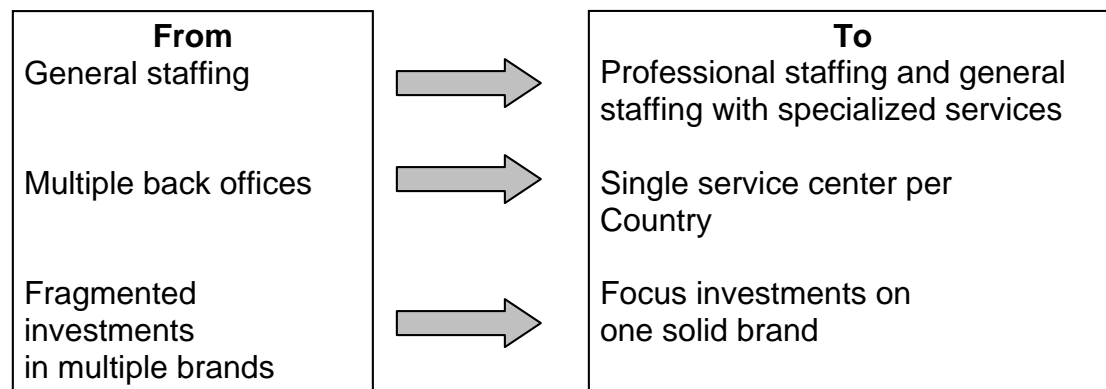 From
General staffing
Multiple back offices
Fragmented
investments
in multiple brands
To
Professional staffing and general
staffing with specialized services
Single service center per
Country
Focus investments on
one solid brand